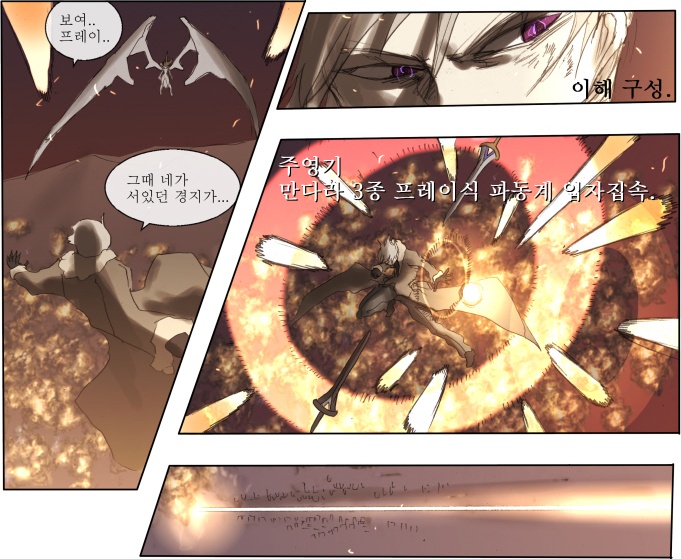 보여.
프레이..
그때 네가
서있던 경지가...
이해 구성.
주영기
만다라 3종 프레이식 파동계 입자집속.